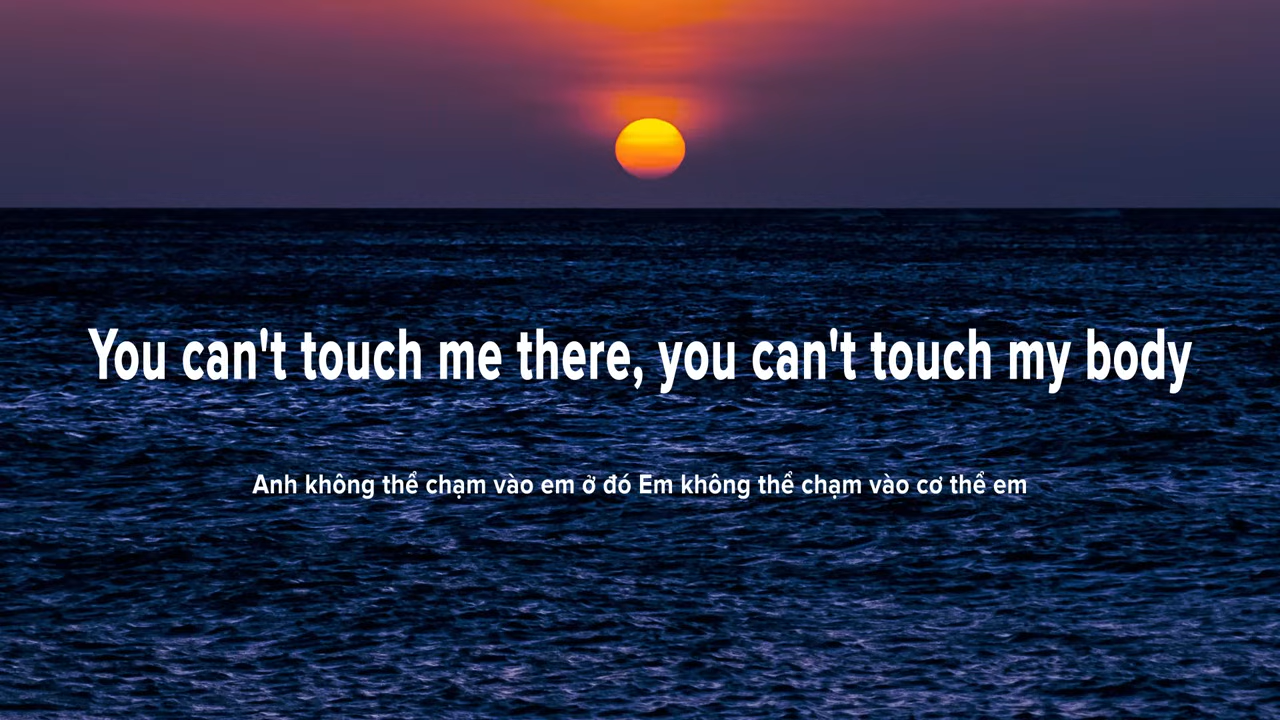 You can't touch me there, you can't touch my body
Anh không thể chạm vào em ở đó Em không thể chạm vào cơ thể em